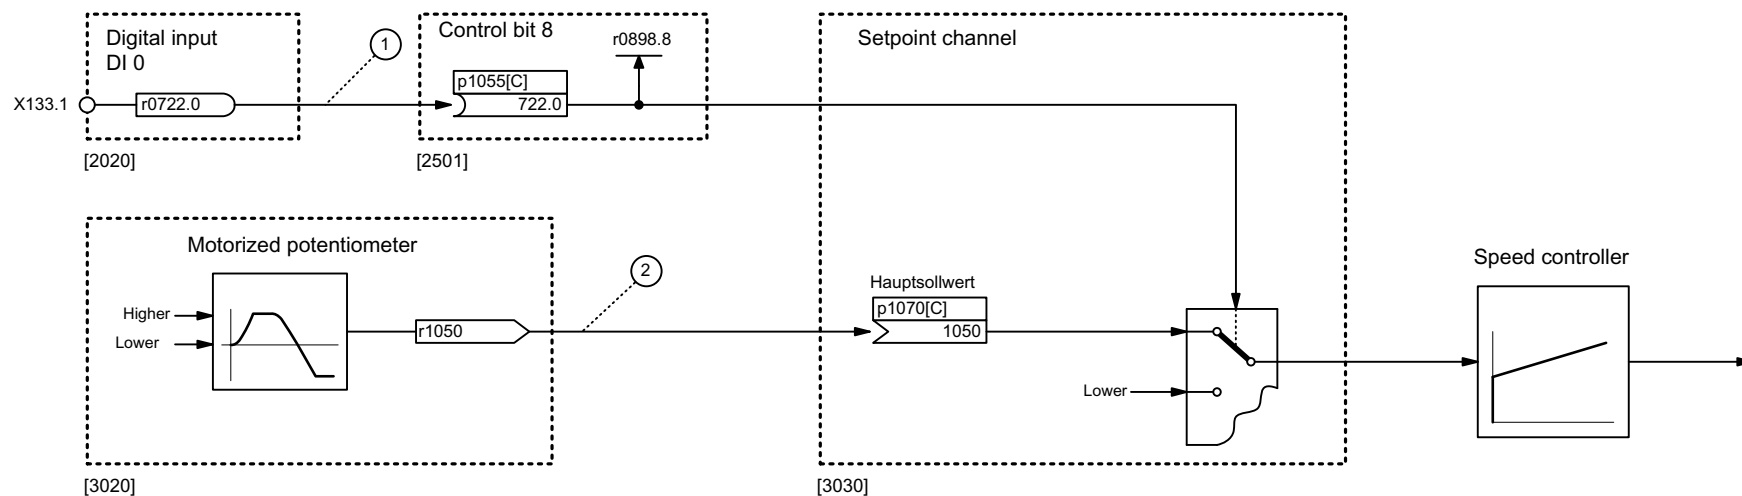 Digital input
DI 0
X133.1
r0722.0
[2020]
1
Control bit 8
r0898.8
p1055[C]
722.0
[2501]
Setpoint channel
Motorized potentiometer
Higher
Lower
r1050
[3020]
2
Hauptsollwert
p1070[C]
1050
Lower
[3030]
Speed controller